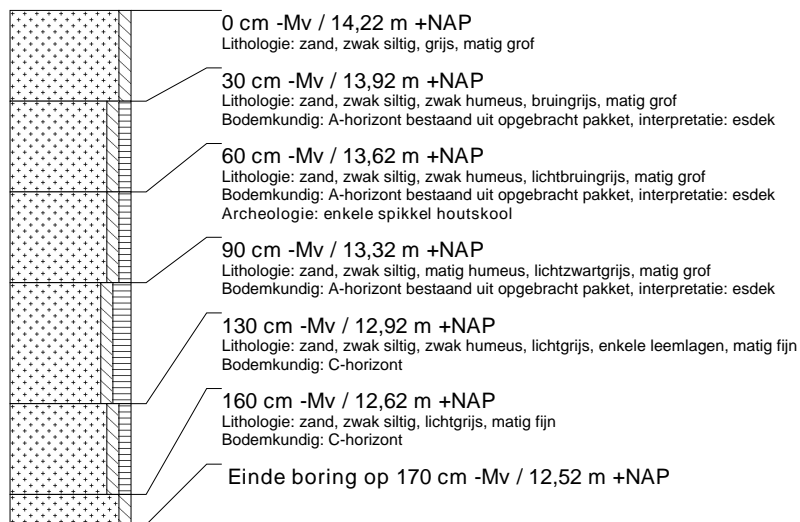 0 cm -Mv / 14,22 m +NAP
Lithologie: zand, zwak siltig, grijs, matig grof
30 cm -Mv / 13,92 m +NAP
Lithologie: zand, zwak siltig, zwak humeus, bruingrijs, matig grof
Bodemkundig: A-horizont bestaand uit opgebracht pakket, interpretatie: esdek
60 cm -Mv / 13,62 m +NAP
Lithologie: zand, zwak siltig, zwak humeus, lichtbruingrijs, matig grof
Bodemkundig: A-horizont bestaand uit opgebracht pakket, interpretatie: esdek
Archeologie: enkele spikkel houtskool
90 cm -Mv / 13,32 m +NAP
Lithologie: zand, zwak siltig, matig humeus, lichtzwartgrijs, matig grof
Bodemkundig: A-horizont bestaand uit opgebracht pakket, interpretatie: esdek
130 cm -Mv / 12,92 m +NAP
Lithologie: zand, zwak siltig, zwak humeus, lichtgrijs, enkele leemlagen, matig fijn
Bodemkundig: C-horizont
160 cm -Mv / 12,62 m +NAP
Lithologie: zand, zwak siltig, lichtgrijs, matig fijn
Bodemkundig: C-horizont
Einde boring op 170 cm -Mv / 12,52 m +NAP